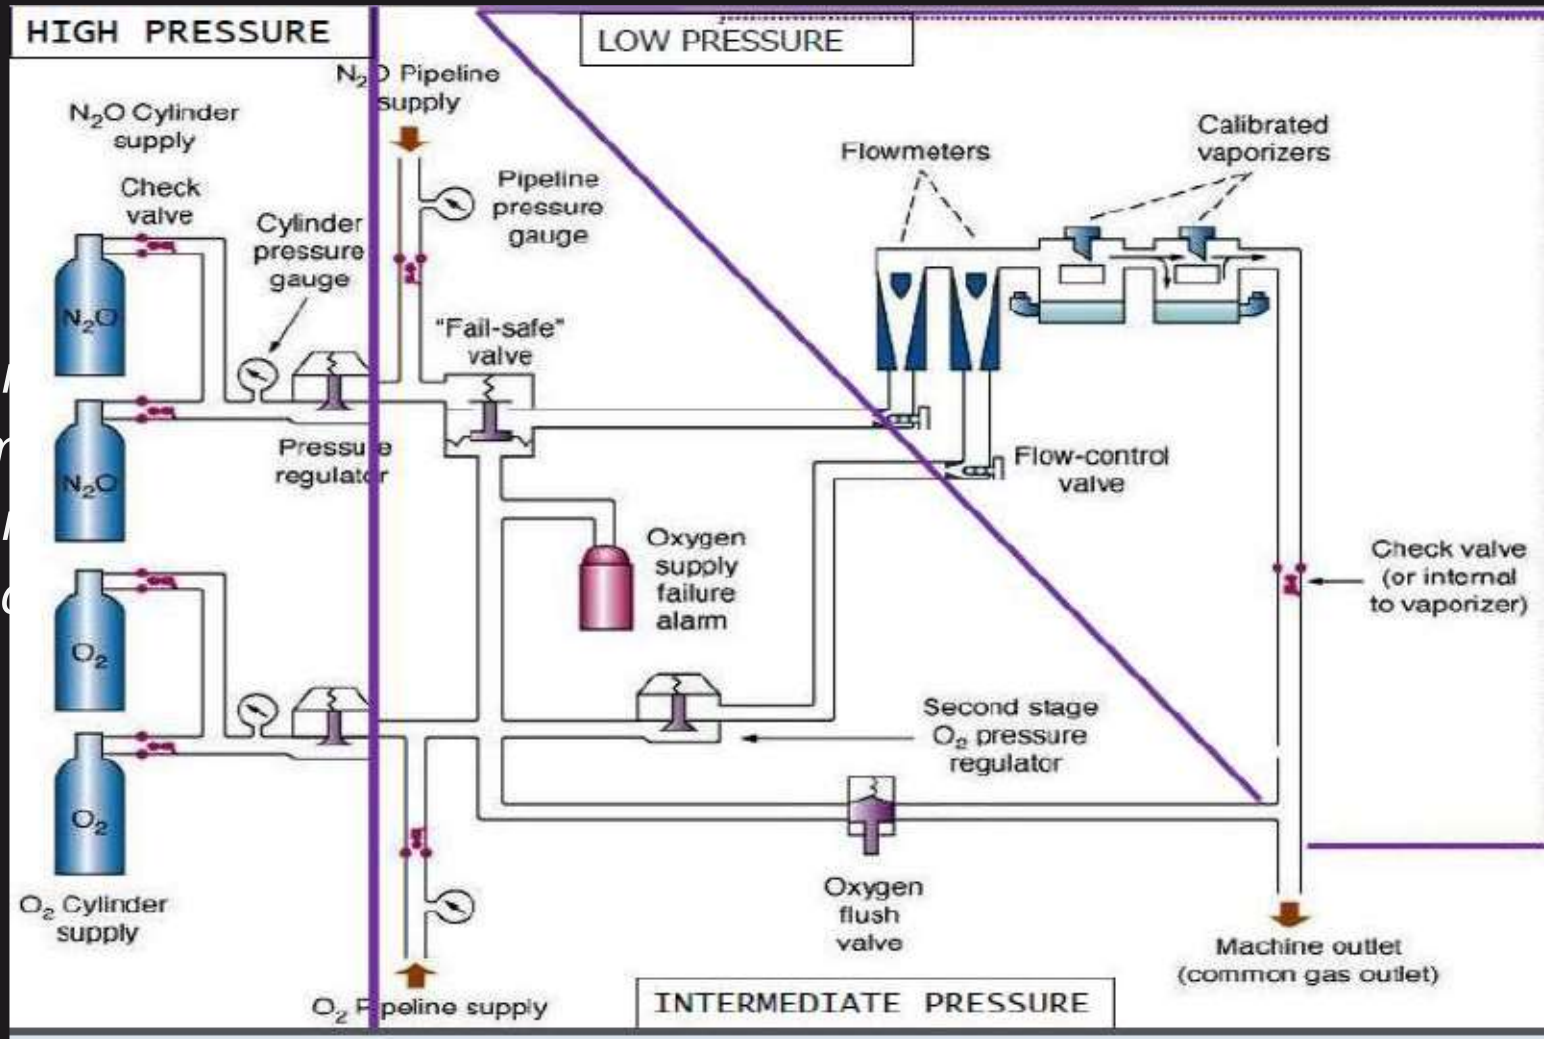 HIGH PRESSURE
LOW PRESSURE
N₂O Pipeline
supply
N₂O Cylinder
supply
Check
valve
Cylinder
pressure
gauge
Pipeline
pressure
gauge
Flowmeters
Calibrated
vaporizers
N₂O
"Fail-safe"
valve
N₂O
Pressure
regulator
Flow-control
valve
Oxygen
supply
failure
alarm
Check valve
(or internal
to vaporizer)
O₂
Second stage
O₂ pressure
regulator
O₂
O₂ Cylinder
supply
Oxygen
flush
valve
Machine outlet
(common gas outlet)
O₂ Pipeline supply
INTERMEDIATE PRESSURE